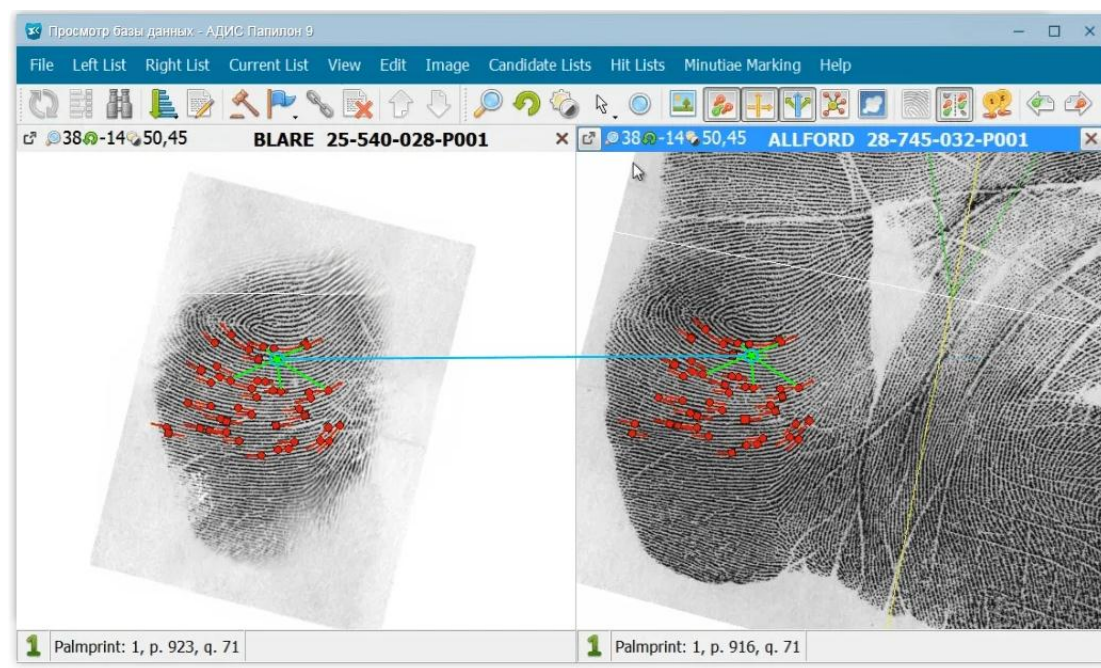 Просмотр базы данных - АДИС Папилон 9
File Left List Right List Current List View Edit Image Candidate Lists Hit Lists Minutiae Marking Help
38 -14 50,45 BLARE 25-540-028-P001
38 -14 50,45 ALLFORD 28-745-032-P001
1 Palmprint: 1, p. 923, q. 71
1 Palmprint: 1, p. 916, q. 71